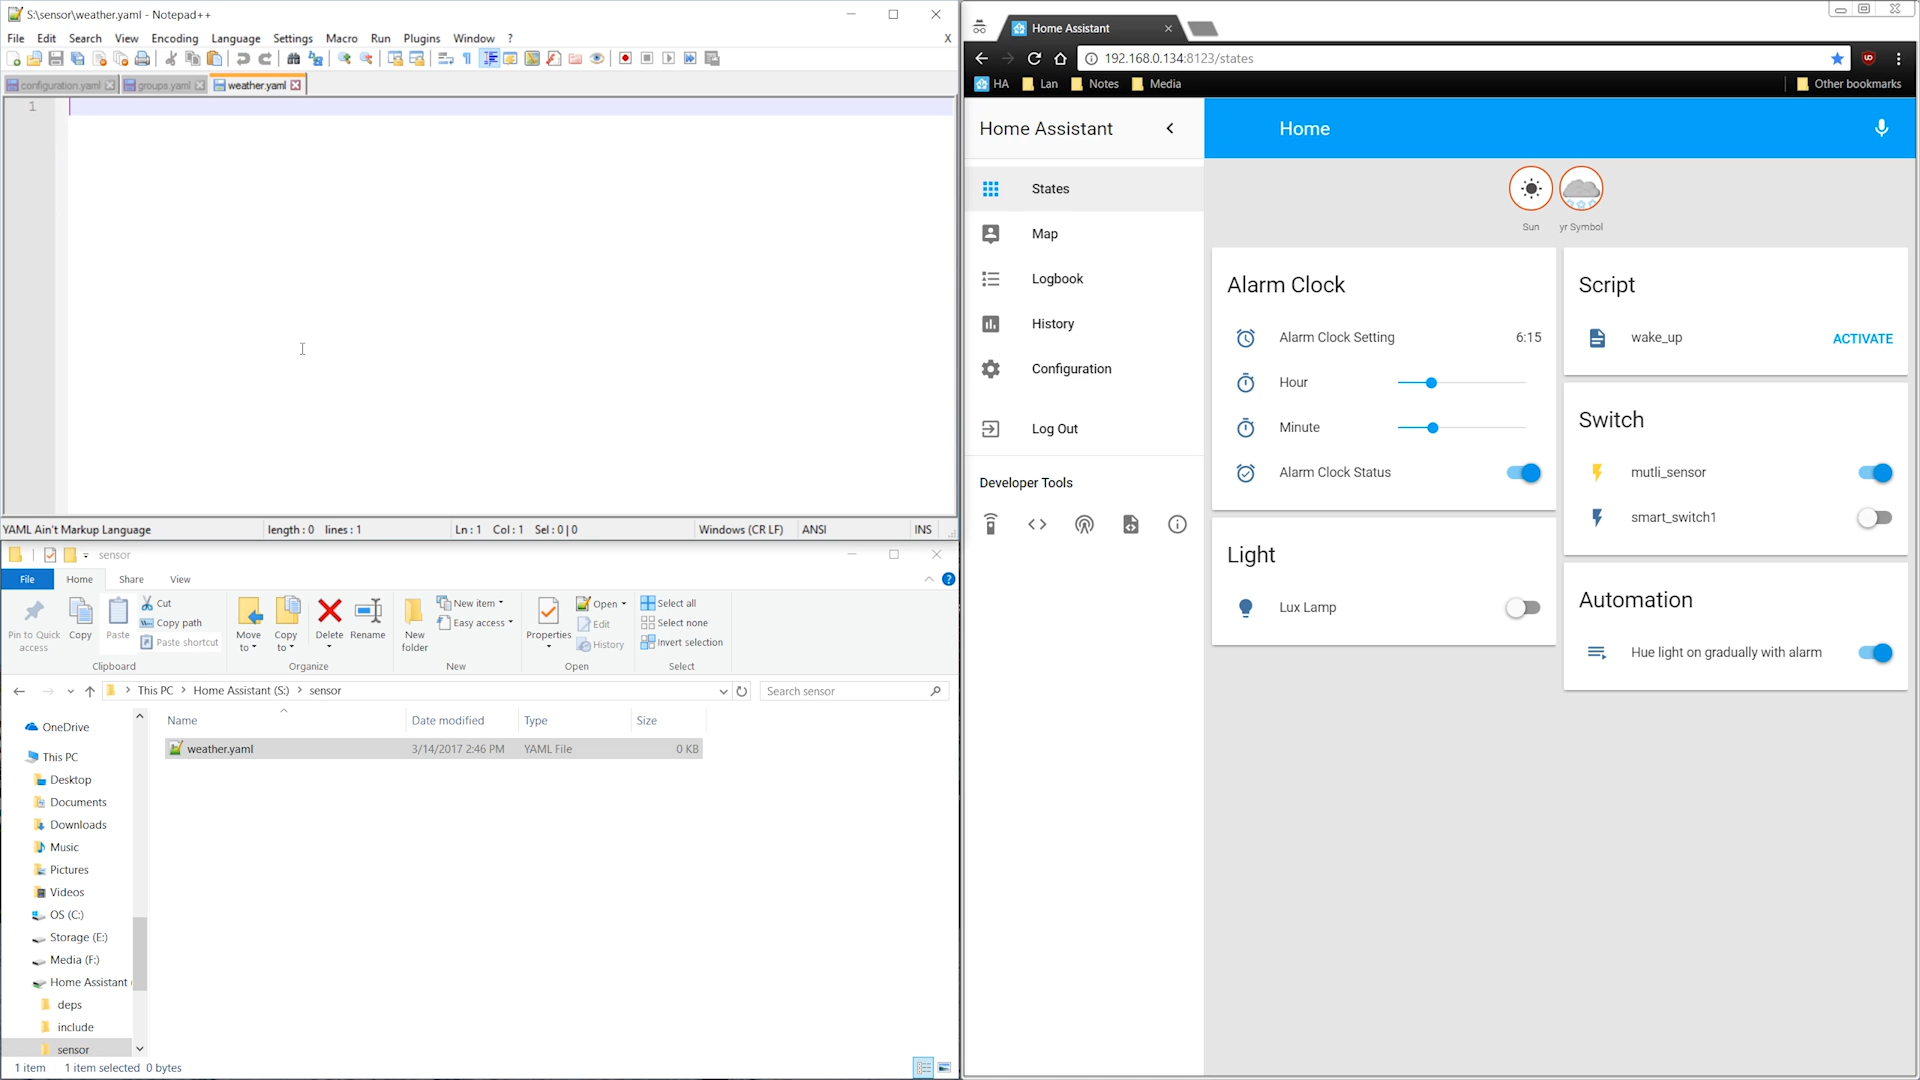 S:\sensor\weather.yaml - Notepad++
File Edit Search View Encoding Language Settings Macro Run Plugins Window ? X
configuration.yaml groups.yaml weather.yaml
1
YAML Ain't Markup Language length : 0 lines : 1 Ln : 1 Col : 1 Sel : 0 | 0 Windows (CR LF) ANSI INS
sensor
File Home Share View
Pin to Quick access
Copy
Paste
Cut
Copy path
Paste shortcut
Clipboard
Move to
Copy to
Delete
Rename
Organize
New folder
New item
Easy access
New
Properties
Open
Edit
History
Open
Select all
Select none
Invert selection
Select
This PC > Home Assistant (S:) > sensor
Search sensor
Name Date modified Type Size
weather.yaml 3/14/2017 2:46 PM YAML File 0 KB
OneDrive
This PC
Desktop
Documents
Downloads
Music
Pictures
Videos
OS (C:)
Storage (E:)
Media (F:)
Home Assistant
deps
include
sensor
1 item 1 item selected 0 bytes
Home Assistant
192.168.0.134:8123/states
HA Lan Notes Media Other bookmarks
Home Assistant
States
Map
Logbook
History
Configuration
Log Out
Developer Tools
Home
Sun yr Symbol
Alarm Clock
Alarm Clock Setting 6:15
Hour
Minute
Alarm Clock Status
Light
Lux Lamp
Script
wake_up ACTIVATE
Switch
mutli_sensor
smart_switch1
Automation
Hue light on gradually with alarm